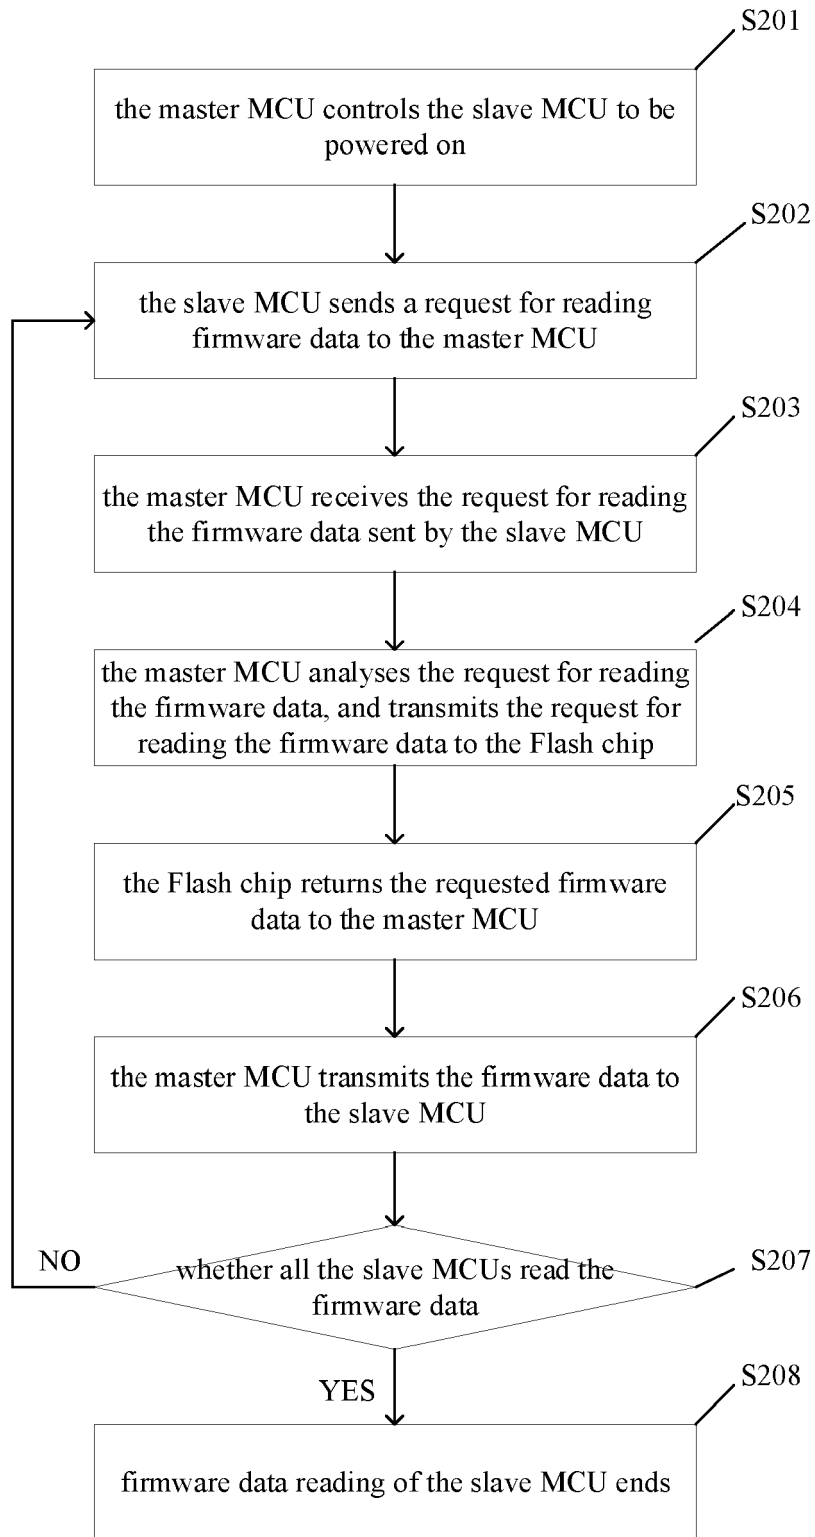 S201
the master MCU controls the slave MCU to be
powered on
S202
the slave MCU sends a request for reading
firmware data to the master MCU
S203
the master MCU receives the request for reading
the firmware data sent by the slave MCU
S204
the master MCU analyses the request for reading
the firmware data, and transmits the request for
reading the firmware data to the Flash chip
S205
the Flash chip returns the requested firmware
data to the master MCU
S206
the master MCU transmits the firmware data to
the slave MCU
NO
whether all the slave MCUs read the
firmware data
S207
YES
S208
firmware data reading of the slave MCU ends